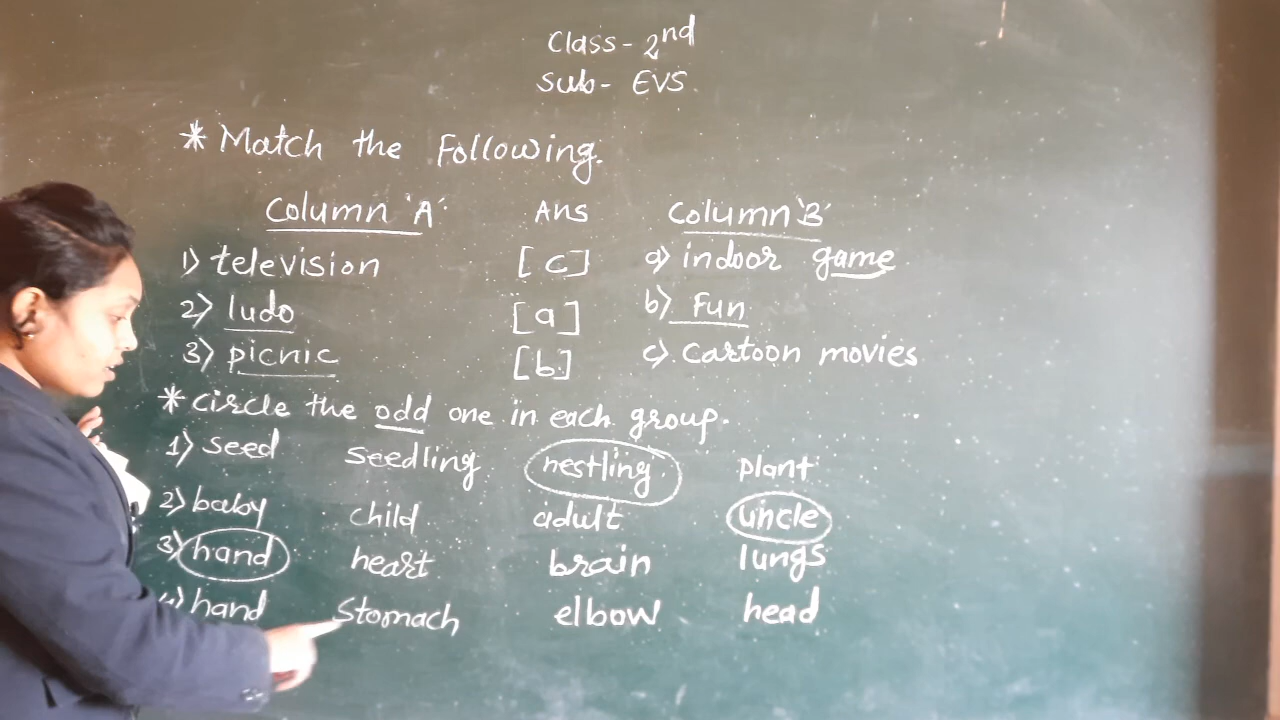 Class - 2nd
Sub - EVS
* Match the Following.
Column 'A' Ans Column 'B'
1) television [c] a) indoor game
2) ludo [a] b) Fun
3) picnic [b] c) cartoon movies
* circle the odd one in each group.
1) seed seedling nestling plant
2) baby child adult uncle
3) hand heart brain lungs
4) hand stomach elbow head